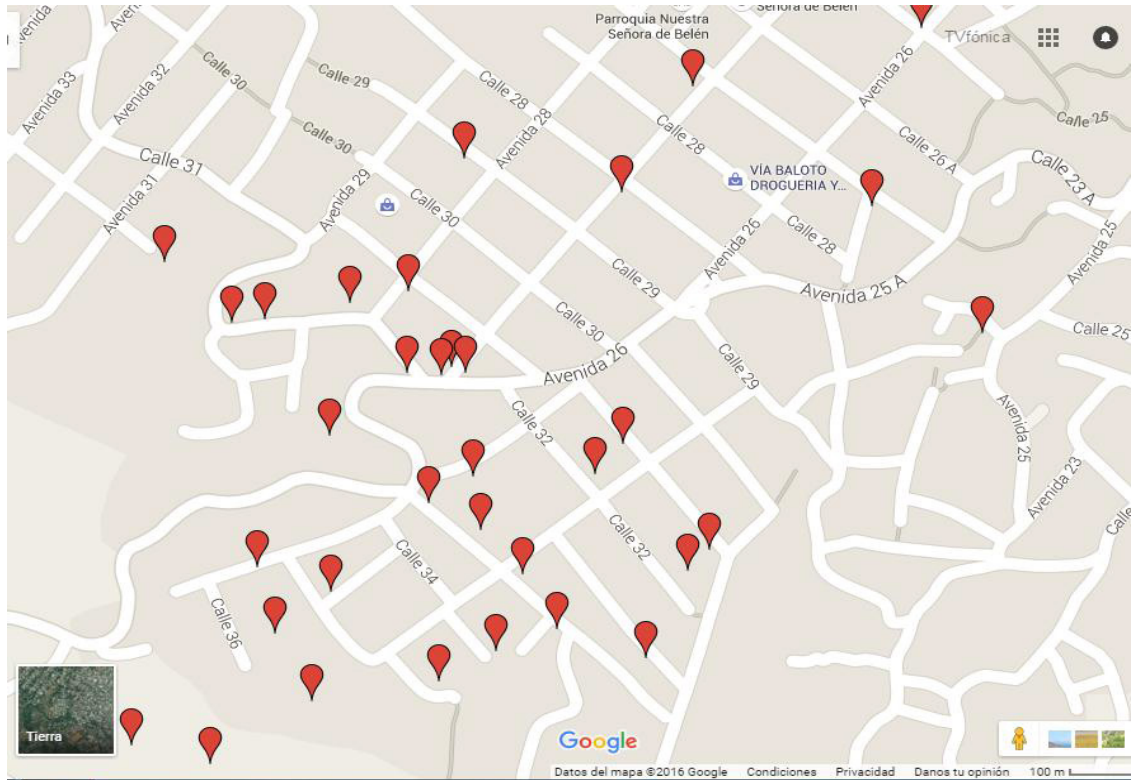 Parroquia Nuestra
Señora de Belén
Señora de Belén
TVfónica
Avenida 33
Avenida 32
Calle 30
Calle 29
Calle 28
Avenida 28
Avenida 26
Calle 25
Calle 30
Calle 28
Calle 26 A
Calle 31
Avenida 31
Avenida 29
VÍA BALOTO
DROGUERIA Y...
Calle 23 A
Calle 30
Calle 28
Avenida 26
Avenida 25
Calle 29
Avenida 25 A
Calle 30
Calle 25
Avenida 26
Calle 29
Calle 32
Avenida 25
Avenida 23
Calle
Calle 32
Calle 34
Calle 36
Tierra
Google
Datos del mapa ©2016 Google Condiciones Privacidad Danos tu opinión 100 m